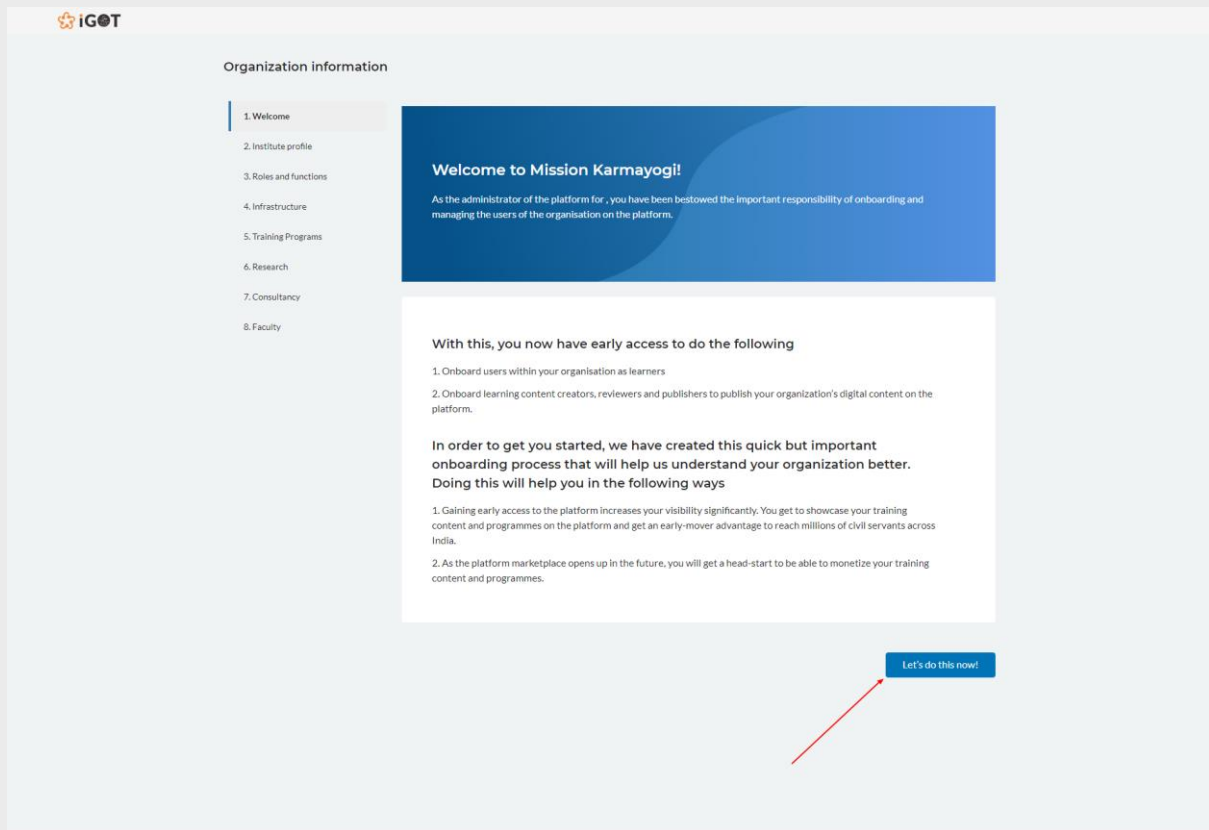 iGOT
Organization information
1. Welcome
2. Institute profile
3. Roles and functions
4. Infrastructure
5. Training Programs
6. Research
7. Consultancy
8. Faculty
Welcome to Mission Karmayogi!
As the administrator of the platform for , you have been bestowed the important responsibility of onboarding and
managing the users of the organisation on the platform.
With this, you now have early access to do the following
1. Onboard users within your organisation as learners
2. Onboard learning content creators, reviewers and publishers to publish your organization's digital content on the
platform.
In order to get you started, we have created this quick but important
onboarding process that will help us understand your organization better.
Doing this will help you in the following ways
1. Gaining early access to the platform increases your visibility significantly. You get to showcase your training
content and programmes on the platform and get an early-mover advantage to reach millions of civil servants across
India.
2. As the platform marketplace opens up in the future, you will get a head-start to be able to monetize your training
content and programmes.
Let's do this now!